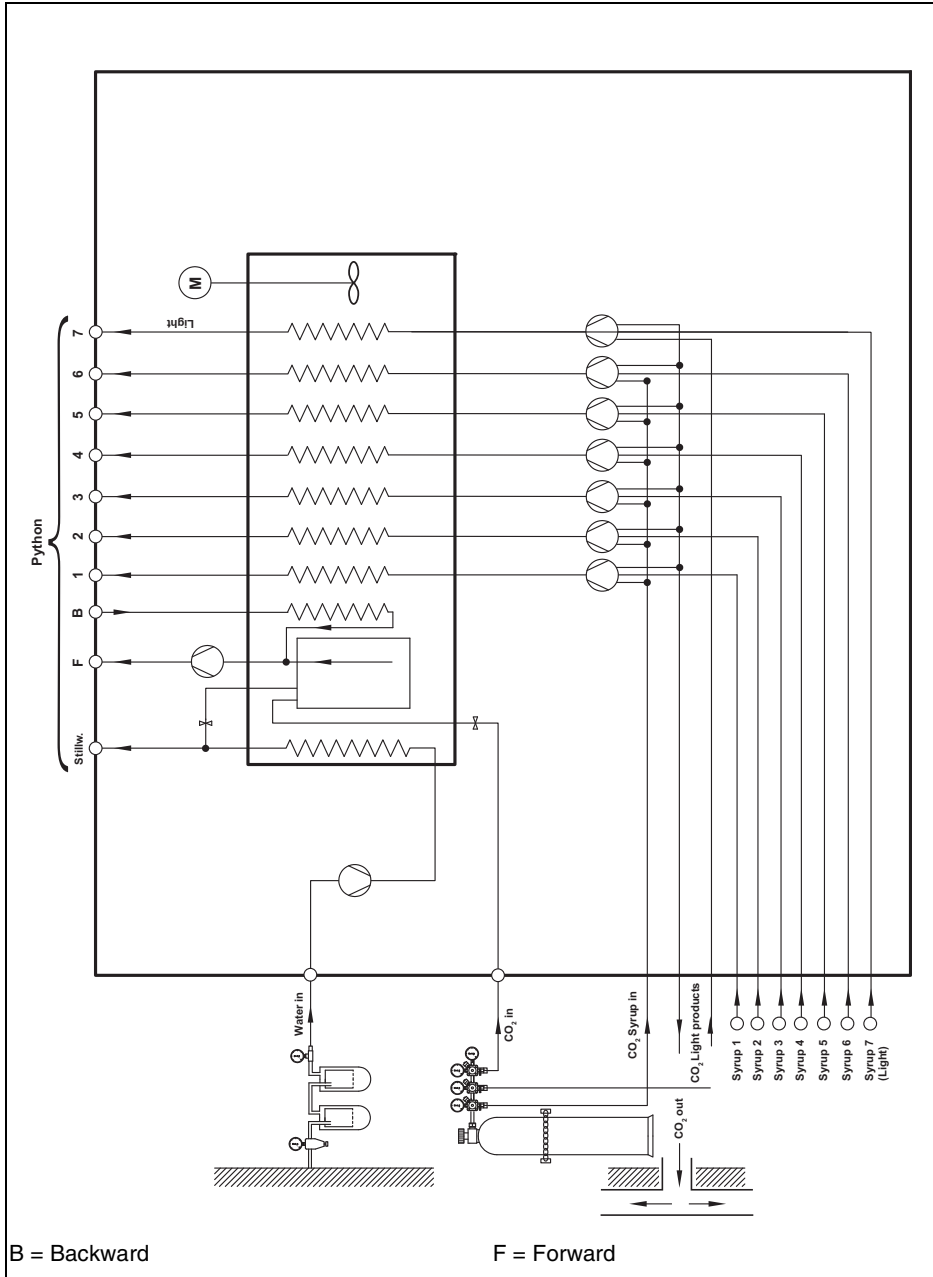 Python
Stillw.
F
B
1
2
3
4
5
6
7
Light
M
Water in
CO₂ in
CO₂ Syrup in
CO₂ Light products
CO₂ out
Syrup 1
Syrup 2
Syrup 3
Syrup 4
Syrup 5
Syrup 6
Syrup 7
(Light)
B = Backward
F = Forward